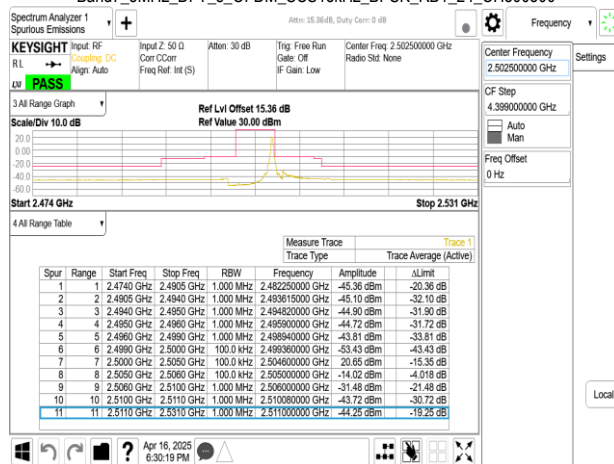 Spectrum Analyzer 1
Spurious Emissions
Attn: 15.36dB, Duty Corr: 0 dB
Frequency
KEYSIGHT
Input: RF
Input Z: 50 Ω
Atten: 30 dB
Trig: Free Run
Center Freq: 2.502500000 GHz
RL
Coupling: DC
Corr CCorr
Gate: Off
Radio Std: None
Align: Auto
Freq Ref: Int (S)
IF Gain: Low
LXI PASS
Center Frequency
2.502500000 GHz
Settings
CF Step
4.399000000 GHz
Auto
Man
Freq Offset
0 Hz
3 All Range Graph
Ref Lvl Offset 15.36 dB
Scale/Div 10.0 dB
Ref Value 30.00 dBm
20.0
0.00
-20.0
-40.0
-60.0
Start 2.474 GHz
Stop 2.531 GHz
4 All Range Table
Measure Trace Trace 1
Trace Type Trace Average (Active)
Spur Range Start Freq Stop Freq RBW Frequency Amplitude ΔLimit
1 1 2.4740 GHz 2.4905 GHz 1.000 MHz 2.482250000 GHz -45.36 dBm -20.36 dB
2 2 2.4905 GHz 2.4940 GHz 1.000 MHz 2.493615000 GHz -45.10 dBm -32.10 dB
3 3 2.4940 GHz 2.4950 GHz 1.000 MHz 2.494820000 GHz -44.90 dBm -31.90 dB
4 4 2.4950 GHz 2.4960 GHz 1.000 MHz 2.495900000 GHz -44.72 dBm -31.72 dB
5 5 2.4960 GHz 2.4990 GHz 1.000 MHz 2.498940000 GHz -43.81 dBm -33.81 dB
6 6 2.4990 GHz 2.5000 GHz 100.0 kHz 2.499360000 GHz -53.43 dBm -43.43 dB
7 7 2.5000 GHz 2.5050 GHz 100.0 kHz 2.504600000 GHz 20.65 dBm -15.35 dB
8 8 2.5050 GHz 2.5060 GHz 100.0 kHz 2.505000000 GHz -14.02 dBm -4.018 dB
9 9 2.5060 GHz 2.5100 GHz 1.000 MHz 2.506000000 GHz -31.48 dBm -21.48 dB
10 10 2.5100 GHz 2.5110 GHz 1.000 MHz 2.510080000 GHz -43.72 dBm -30.72 dB
11 11 2.5110 GHz 2.5310 GHz 1.000 MHz 2.511000000 GHz -44.25 dBm -19.25 dB
Local
Apr 16, 2025
6:30:19 PM